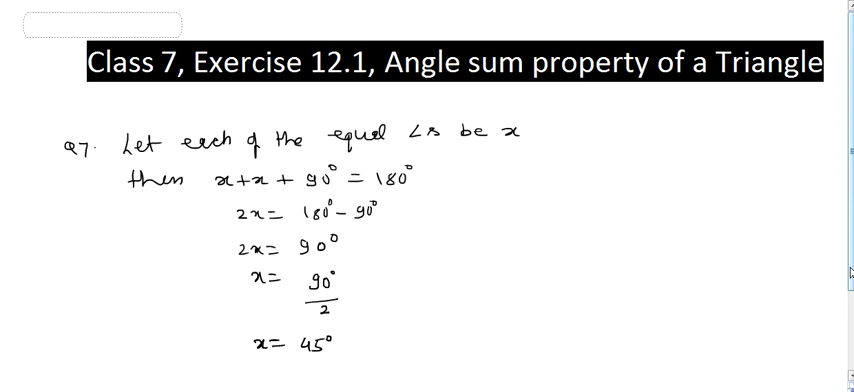 Class 7, Exercise 12.1, Angle sum property of a Triangle
Q7. Let each of the equal ∠s be x
then x+x + 90° = 180°
2x = 180° - 90°
2x = 90°
x = 90°/2
x = 45°